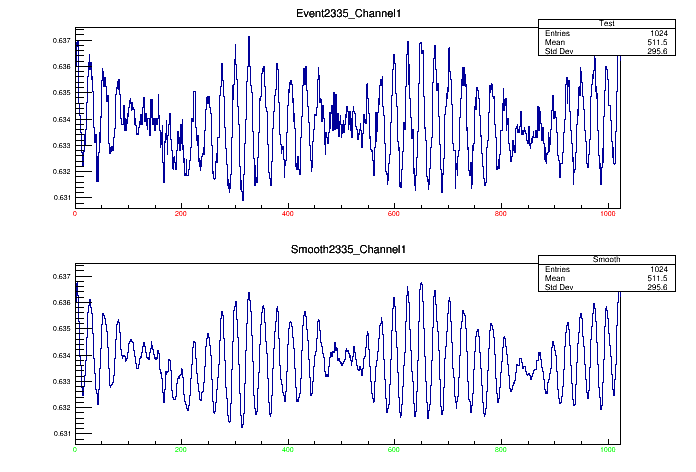 Event2335_Channel1
Test
Entries 1024
Mean 511.5
Std Dev 295.6
0.637
0.636
0.635
0.634
0.633
0.632
0.631
0 200 400 600 800 1000
Smooth2335_Channel1
Smooth
Entries 1024
Mean 511.5
Std Dev 295.6
0.637
0.636
0.635
0.634
0.633
0.632
0.631
0 200 400 600 800 1000